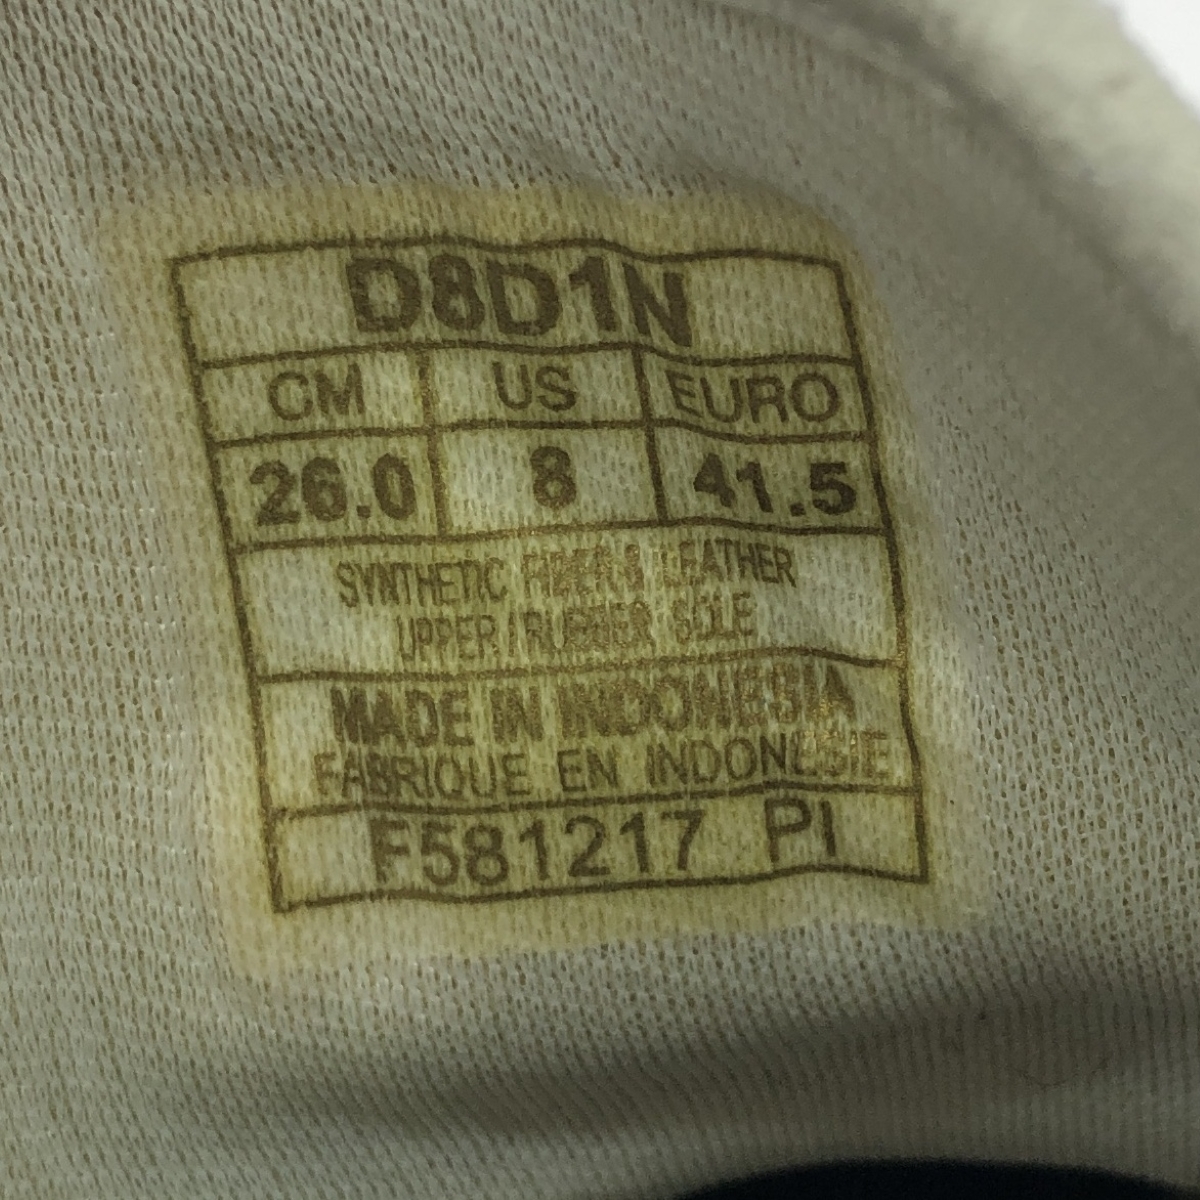 D8D1N
CM US EURO
26.0 8 41.5
SYNTHETIC FIBER & LEATHER
UPPER / RUBBER SOLE
MADE IN INDONESIA
FABRIQUE EN INDONESIE
F581217 PI